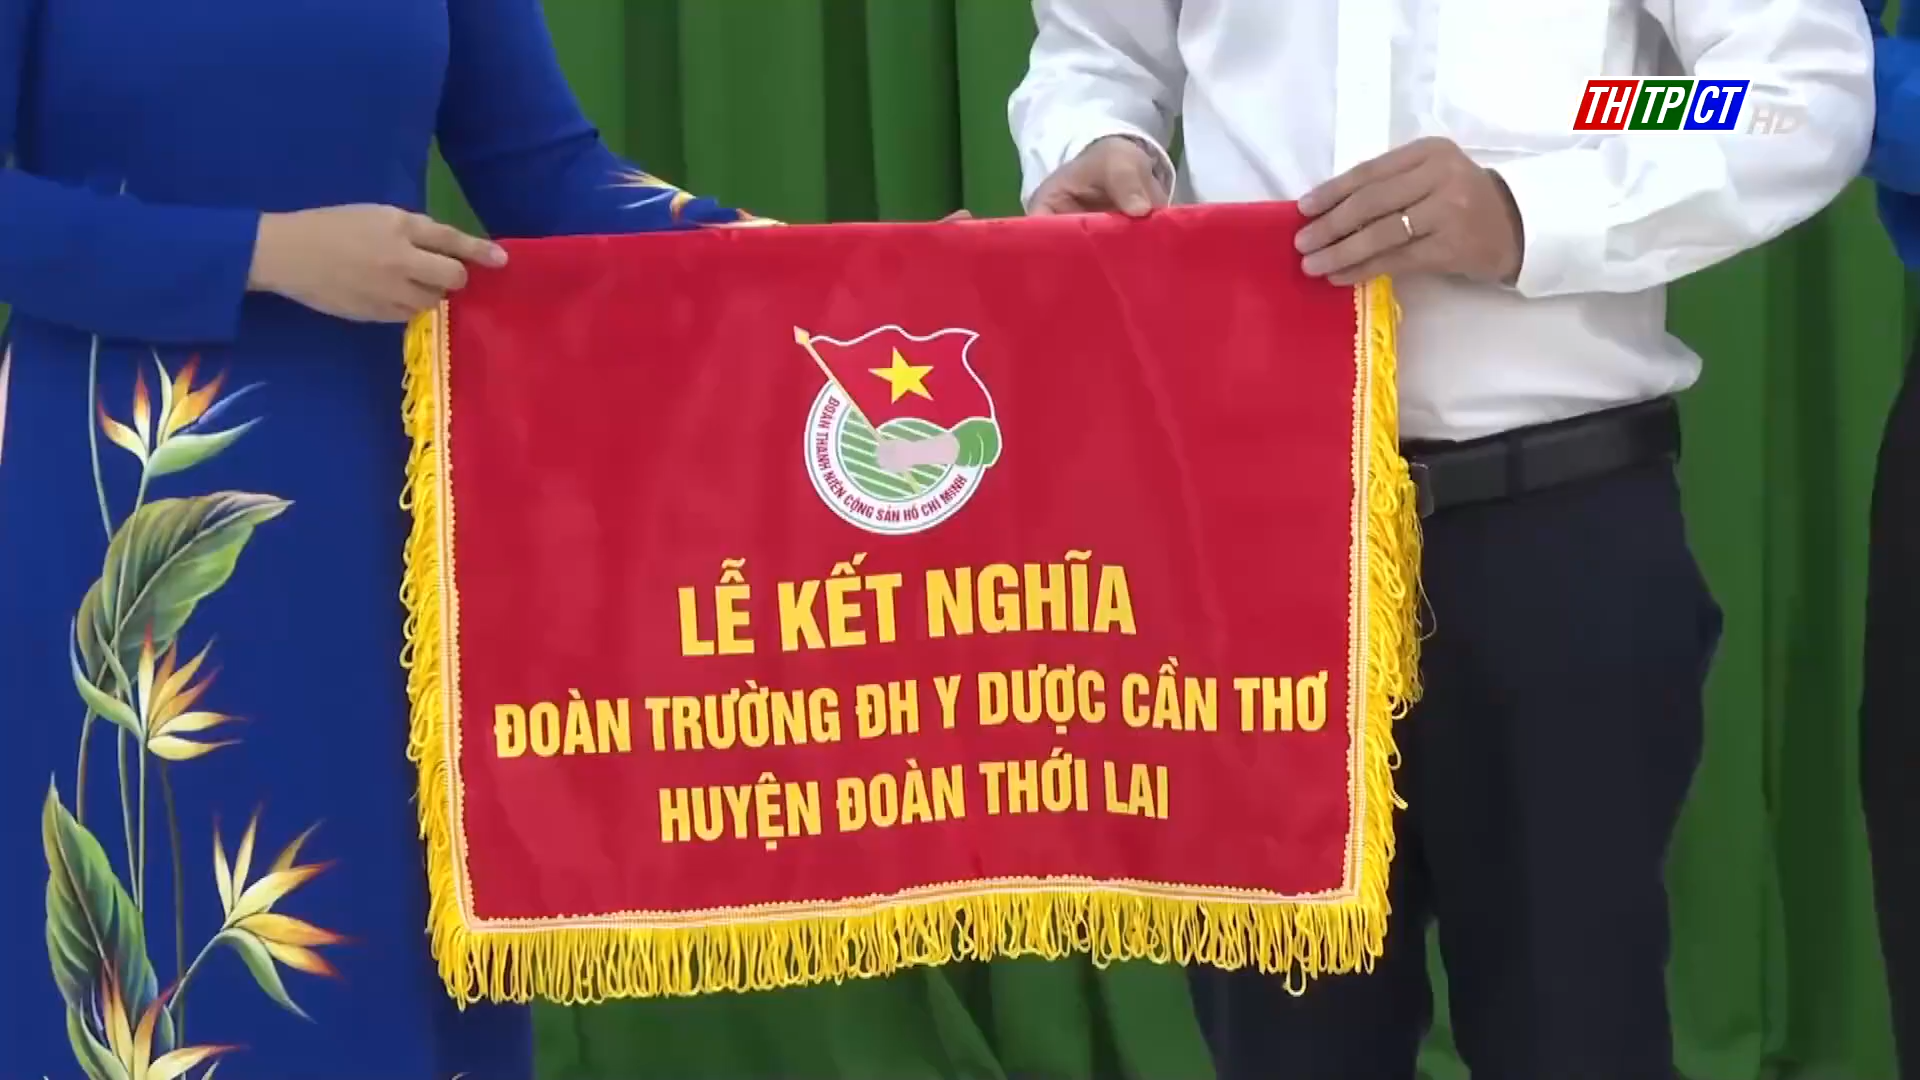 THTPCT HD
ĐOÀN THANH NIÊN CỘNG SẢN HỒ CHÍ MINH
LỄ KẾT NGHĨA
ĐOÀN TRƯỜNG ĐH Y DƯỢC CẦN THƠ
HUYỆN ĐOÀN THỚI LAI